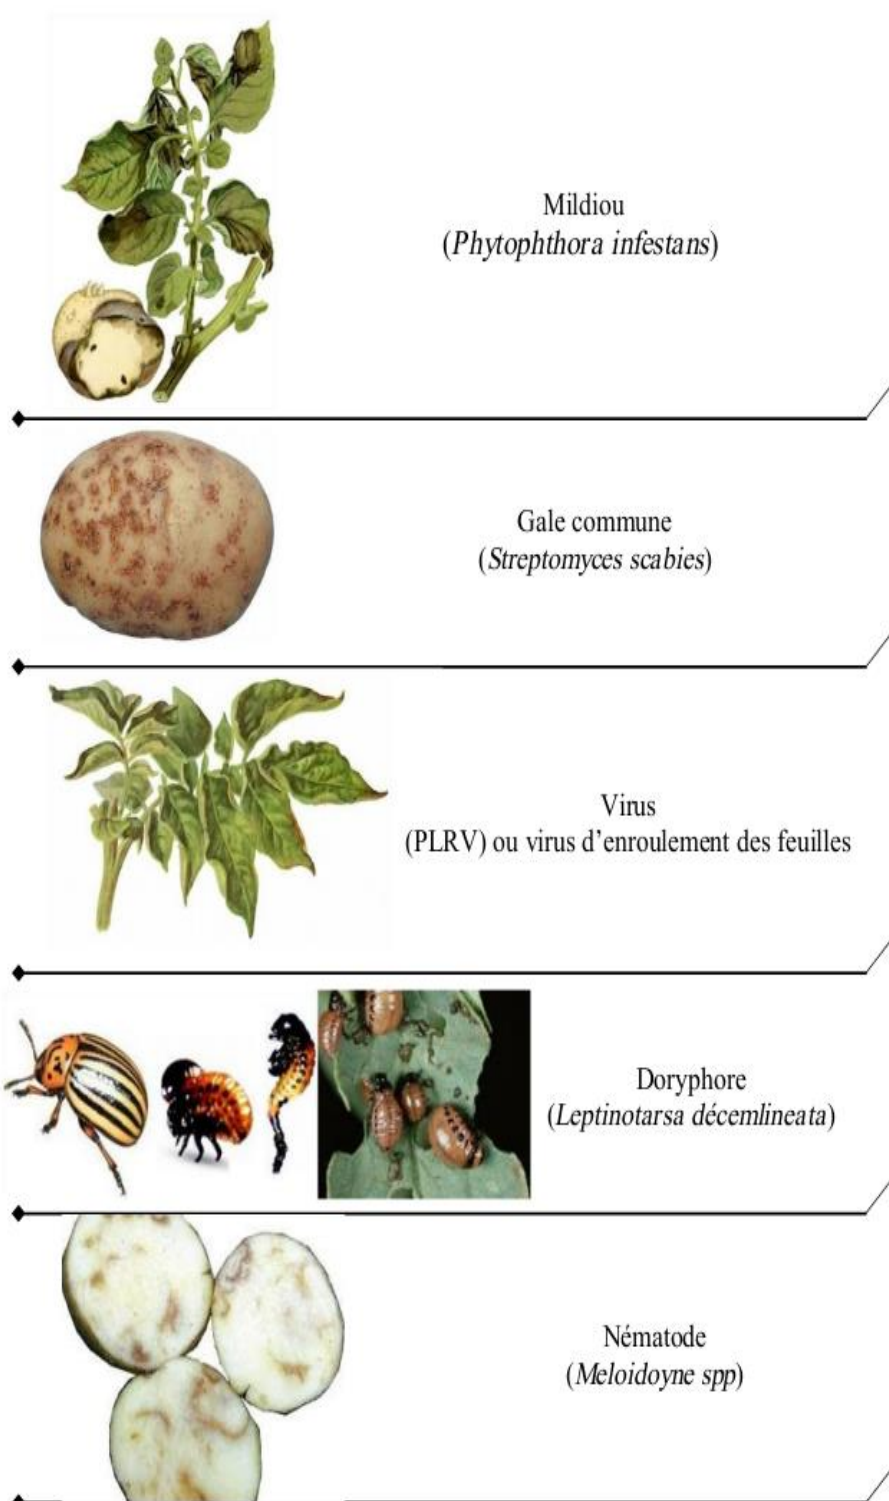 Mildiou
(Phytophthora infestans)
Gale commune
(Streptomyces scabies)
Virus
(PLRV) ou virus d’enroulement des feuilles
Doryphore
(Leptinotarsa décemlineata)
Nématode
(Meloidoyne spp)